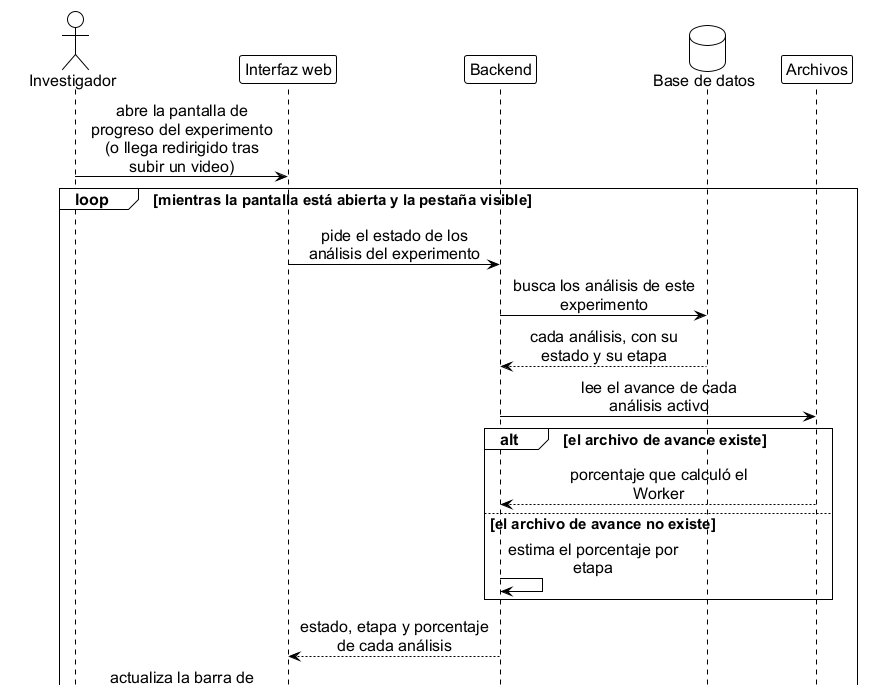 Investigador
Interfaz web
Backend
Base de datos
Archivos
abre la pantalla de
progreso del experimento
(o llega redirigido tras
subir un video)
loop
[mientras la pantalla está abierta y la pestaña visible]
pide el estado de los
análisis del experimento
busca los análisis de este
experimento
cada análisis, con su
estado y su etapa
lee el avance de cada
análisis activo
alt
[el archivo de avance existe]
porcentaje que calculó el
Worker
[el archivo de avance no existe]
estima el porcentaje por
etapa
estado, etapa y porcentaje
de cada análisis
actualiza la barra de